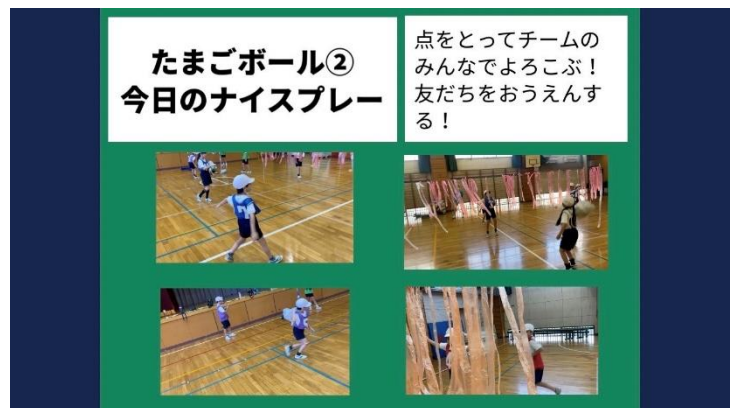 たまごボール②
今日のナイスプレー
点をとってチームの
みんなでよろこぶ！
友だちをおうえんす
る！